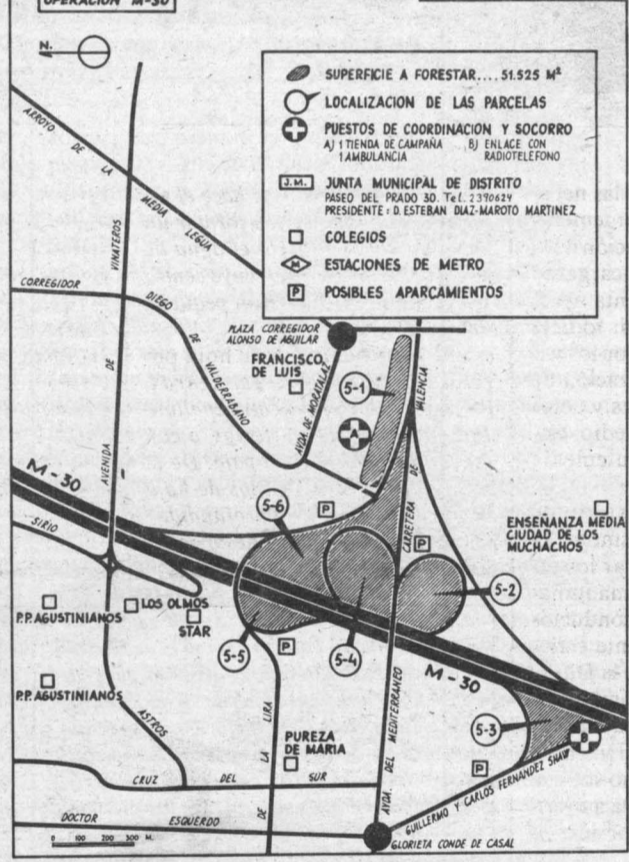 OPERACION M-30
N.
SUPERFICIE A FORESTAR.... 51.525 M²
LOCALIZACION DE LAS PARCELAS
PUESTOS DE COORDINACION Y SOCORRO
A) 1 TIENDA DE CAMPAÑA B) ENLACE CON
1 AMBULANCIA RADIOTELEFONO
J.M. JUNTA MUNICIPAL DE DISTRITO
PASEO DEL PRADO 30. Tel. 2390624
PRESIDENTE: D. ESTEBAN DIAZ-MAROTO MARTINEZ
COLEGIOS
M ESTACIONES DE METRO
P POSIBLES APARCAMIENTOS
ARROYO DE LA MEDIA LEGUA
AVENIDA DE VINATEROS
CORREGIDOR DIEGO DE VALDERRABANO
PLAZA CORREGIDOR
ALONSO DE AGUILAR
FRANCISCO
DE LUIS
AVDA. DE MORATALAZ
5-1
A
CARRETERA DE VALENCIA
M-30
SIRIO
5-6
P
P
ENSEÑANZA MEDIA
CIUDAD DE LOS
MUCHACHOS
5-2
P.P. AGUSTINIANOS
LOS OLMOS
STAR
5-5
P
5-4
M-30
P.P. AGUSTINIANOS
ASTROS
DE LA LIRA
PUREZA
DE MARIA
AVDA. DEL MEDITERRANEO
5-3
B
P
CRUZ DEL SUR
GUILLERMO Y CARLOS FERNANDEZ SHAW
DOCTOR ESQUERDO
0 100 200 300 M.
GLORIETA CONDE DE CASAL